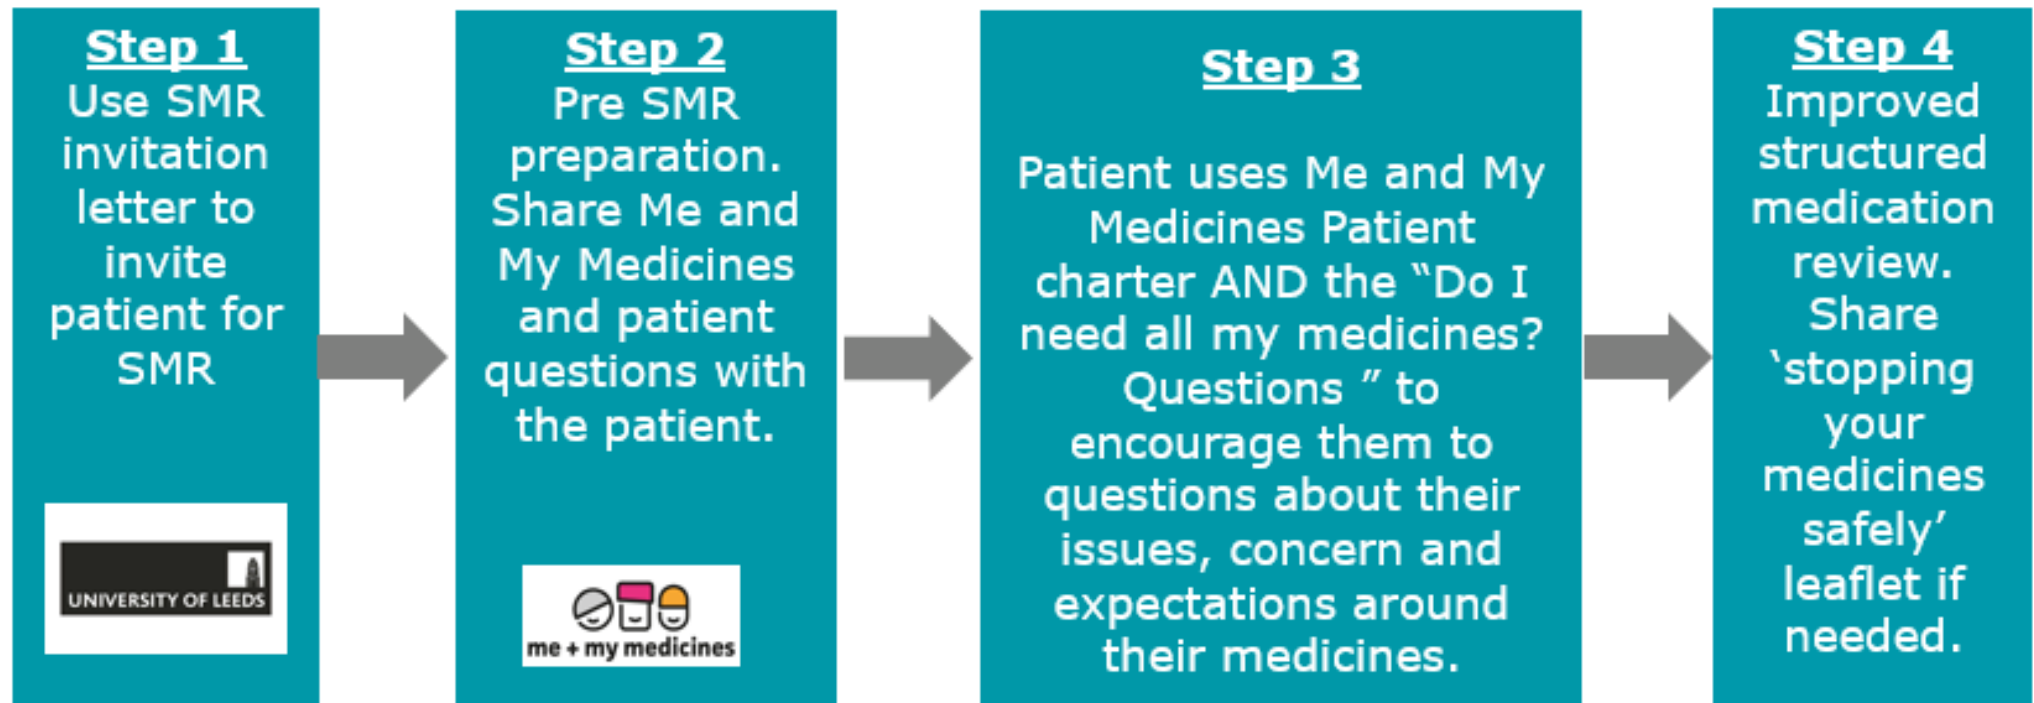 Step 1
Use SMR
invitation
letter to
invite
patient for
SMR
UNIVERSITY OF LEEDS
Step 2
Pre SMR
preparation.
Share Me and
My Medicines
and patient
questions with
the patient.
me + my medicines
Step 3
Patient uses Me and My
Medicines Patient
charter AND the “Do I
need all my medicines?
Questions ” to
encourage them to
questions about their
issues, concern and
expectations around
their medicines.
Step 4
Improved
structured
medication
review.
Share
‘stopping
your
medicines
safely’
leaflet if
needed.